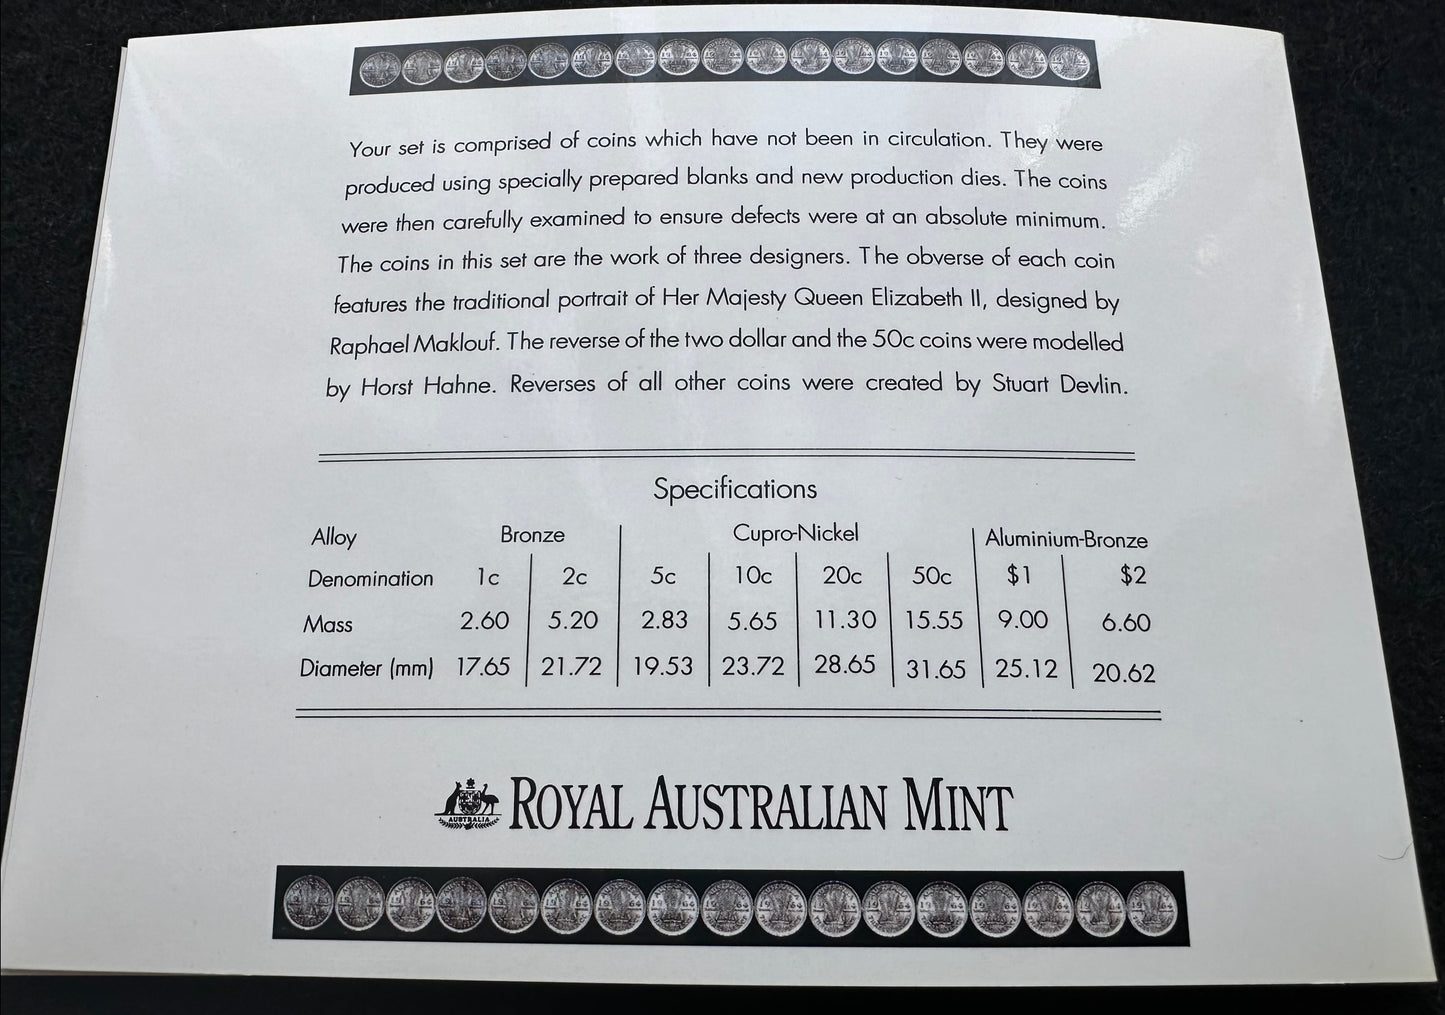 Your set is comprised of coins which have not been in circulation. They were
produced using specially prepared blanks and new production dies. The coins
were then carefully examined to ensure defects were at an absolute minimum.
The coins in this set are the work of three designers. The obverse of each coin
features the traditional portrait of Her Majesty Queen Elizabeth II, designed by
Raphael Maklouf. The reverse of the two dollar and the 50c coins were modelled
by Horst Hahne. Reverses of all other coins were created by Stuart Devlin.
Specifications
Alloy Bronze Cupro-Nickel Aluminium-Bronze
Denomination 1c 2c 5c 10c 20c 50c $1 $2
Mass 2.60 5.20 2.83 5.65 11.30 15.55 9.00 6.60
Diameter (mm) 17.65 21.72 19.53 23.72 28.65 31.65 25.12 20.62
AUSTRALIA
ROYAL AUSTRALIAN MINT